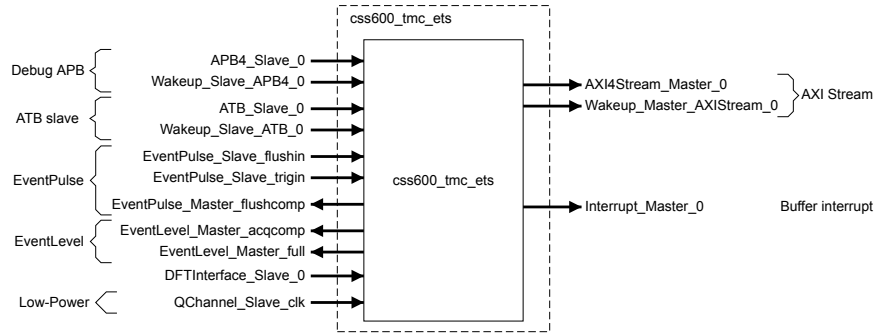 css600_tmc_ets
Debug APB
APB4_Slave_0
Wakeup_Slave_APB4_0
ATB slave
ATB_Slave_0
Wakeup_Slave_ATB_0
EventPulse
EventPulse_Slave_flushin
EventPulse_Slave_trigin
EventPulse_Master_flushcomp
EventLevel
EventLevel_Master_acqcomp
EventLevel_Master_full
DFTInterface_Slave_0
Low-Power
QChannel_Slave_clk
css600_tmc_ets
AXI4Stream_Master_0
Wakeup_Master_AXIStream_0
AXI Stream
Interrupt_Master_0
Buffer interrupt